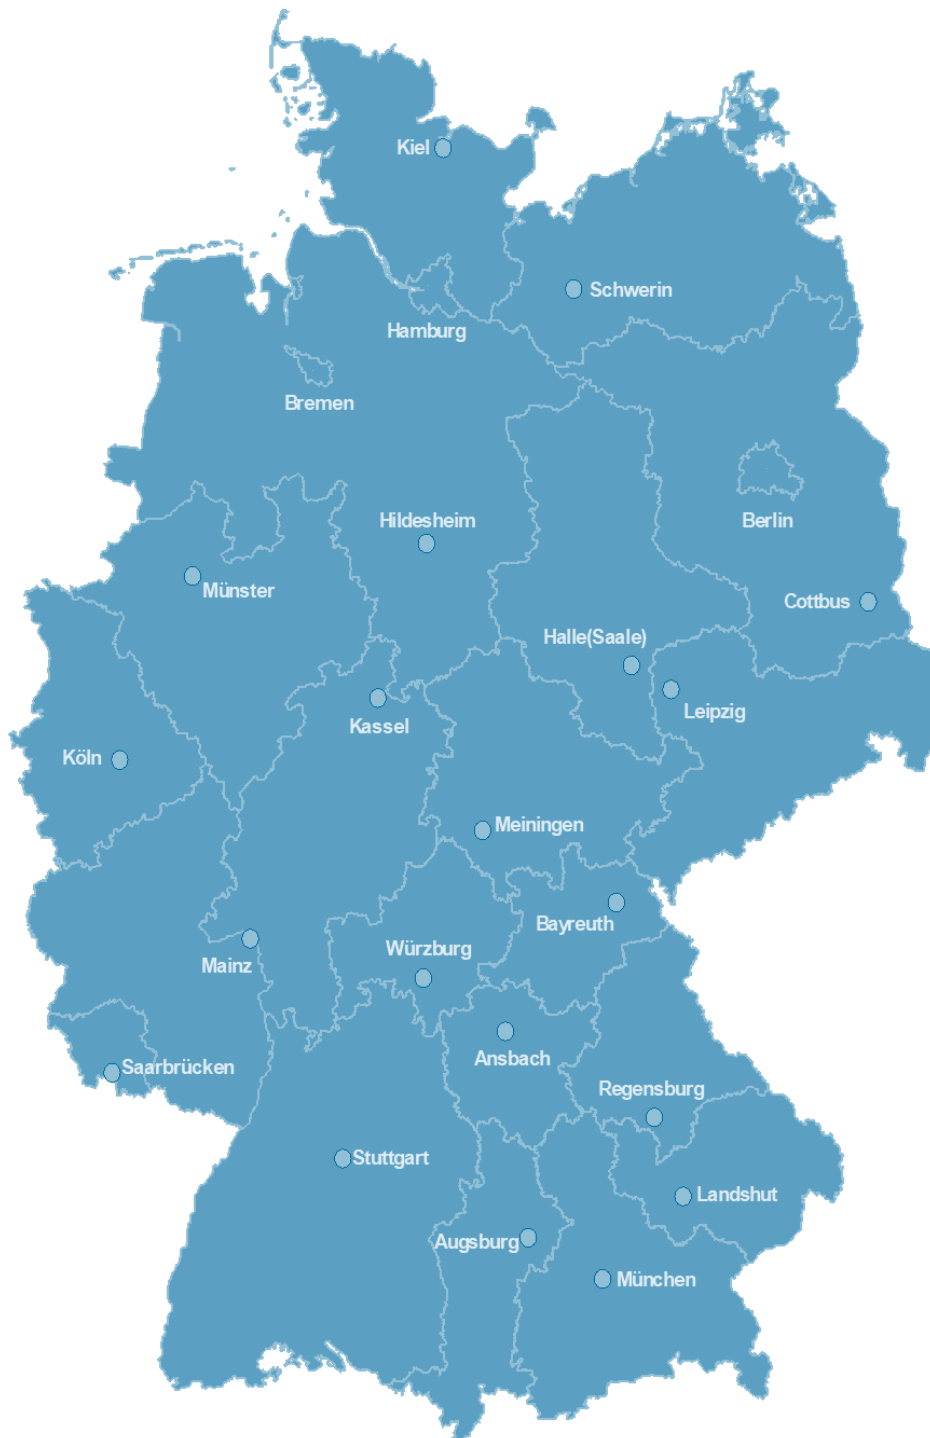 Kiel
Schwerin
Hamburg
Bremen
Hildesheim
Berlin
Münster
Cottbus
Halle(Saale)
Leipzig
Kassel
Köln
Meiningen
Bayreuth
Würzburg
Mainz
Ansbach
Saarbrücken
Regensburg
Stuttgart
Landshut
Augsburg
München